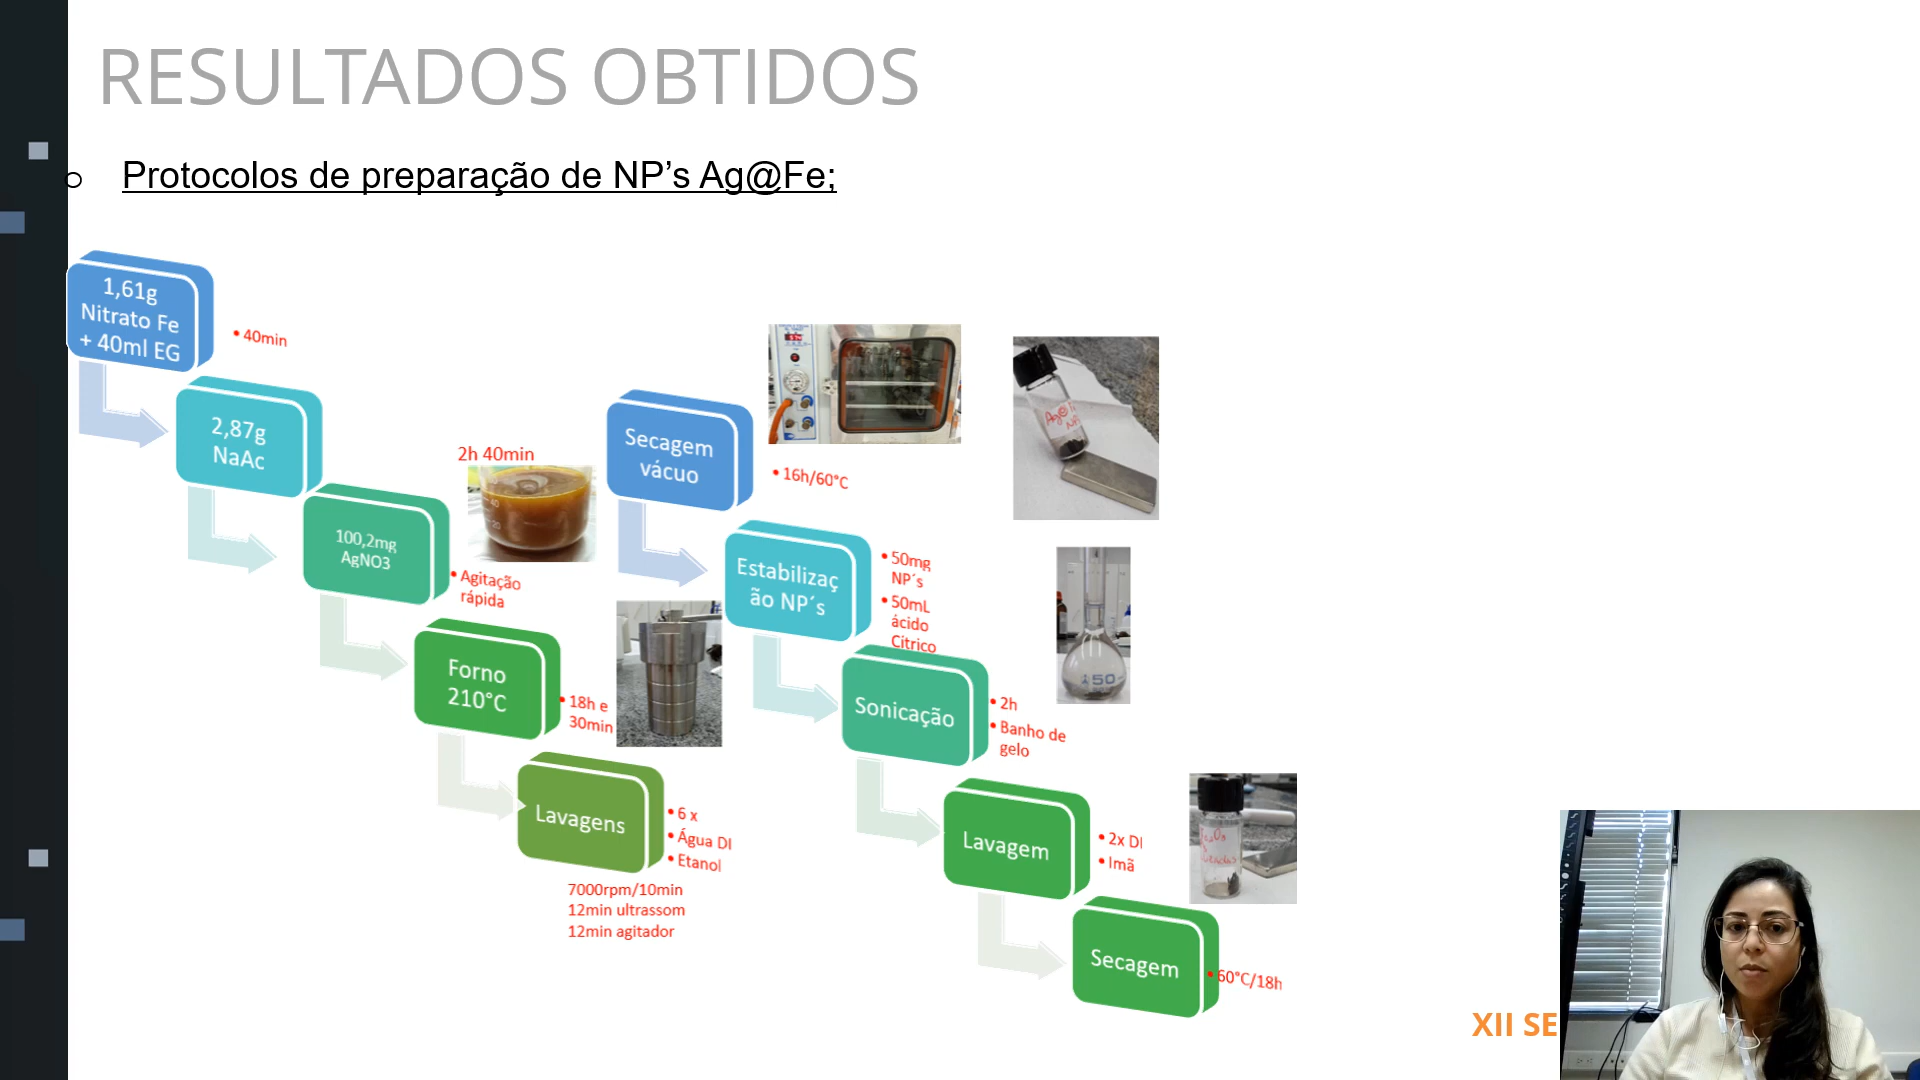 RESULTADOS OBTIDOS
o Protocolos de preparação de NP’s Ag@Fe;
1,61g
Nitrato Fe
+ 40ml EG
• 40min
2,87g
NaAc
2h 40min
100,2mg
AgNO3
• Agitação
rápida
Forno
210°C
• 18h e
30min
Lavagens
• 6 x
• Água DI
• Etanol
7000rpm/10min
12min ultrassom
12min agitador
Secagem
vácuo
• 16h/60°C
Estabilizaç
ão NP´s
• 50mg
NP´s
• 50mL
ácido
Cítrico
Sonicação
• 2h
• Banho de
gelo
50
Lavagem
• 2x DI
• Imã
Secagem
• 60°C/18h
XII SE